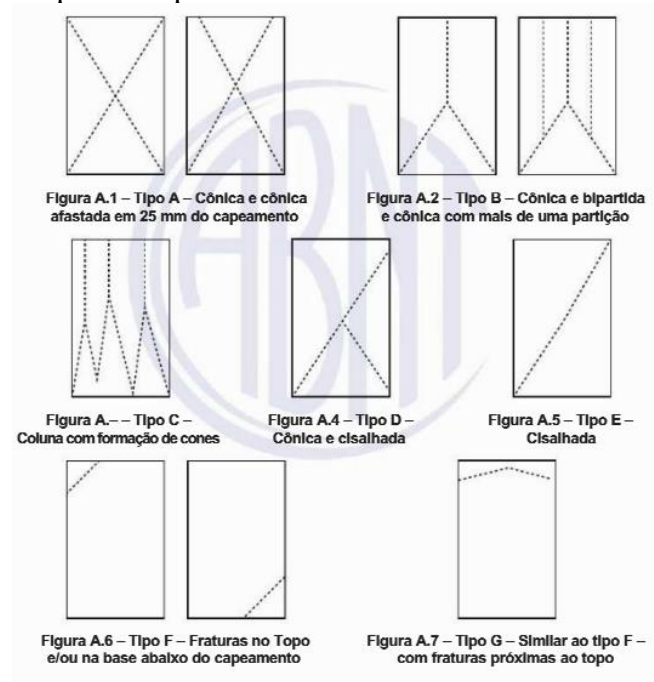 ABNT
Figura A.1 – Tipo A – Cônica e cônica
afastada em 25 mm do capeamento
Figura A.2 – Tipo B – Cônica e bipartida
e cônica com mais de uma partição
Figura A.– – Tipo C –
Coluna com formação de cones
Figura A.4 – Tipo D –
Cônica e cisalhada
Figura A.5 – Tipo E –
Cisalhada
Figura A.6 – Tipo F – Fraturas no Topo
e/ou na base abaixo do capeamento
Figura A.7 – Tipo G – Similar ao tipo F –
com fraturas próximas ao topo